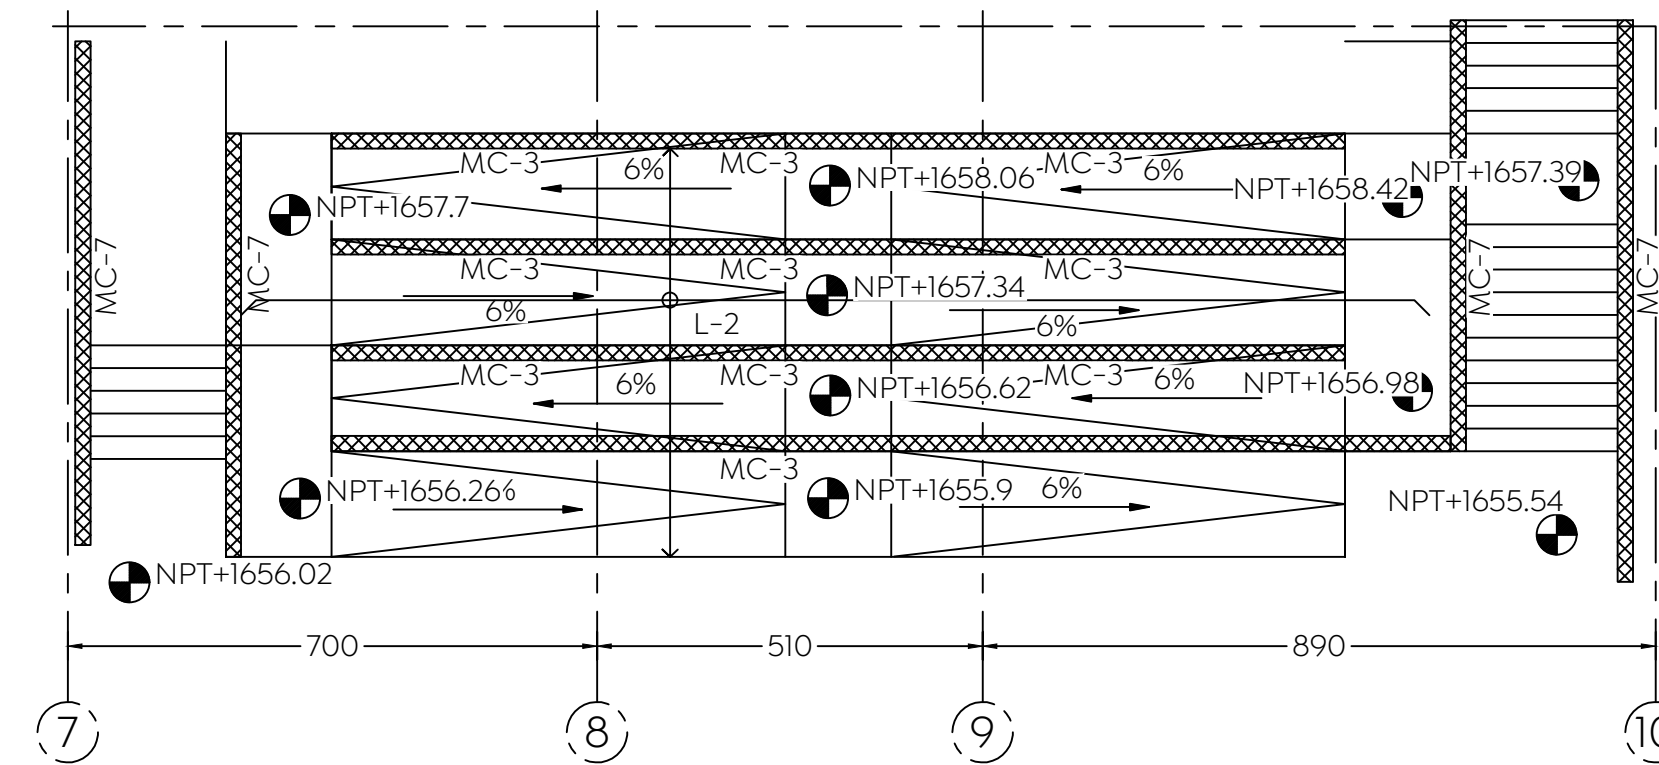 MC-3 6% MC-3 MC-3 6%
NPT+1658.06 NPT+1658.42 NPT+1657.39
NPT+1657.7
MC-7 MC-7 MC-7 MC-7
MC-3 MC-3 MC-3
NPT+1657.34
6% L-2 6%
MC-3 6% MC-3 MC-3 6%
NPT+1656.62 NPT+1656.98
MC-3
NPT+1656.26 NPT+1655.9 6% NPT+1655.54
NPT+1656.02
700 510 890
7 8 9 10